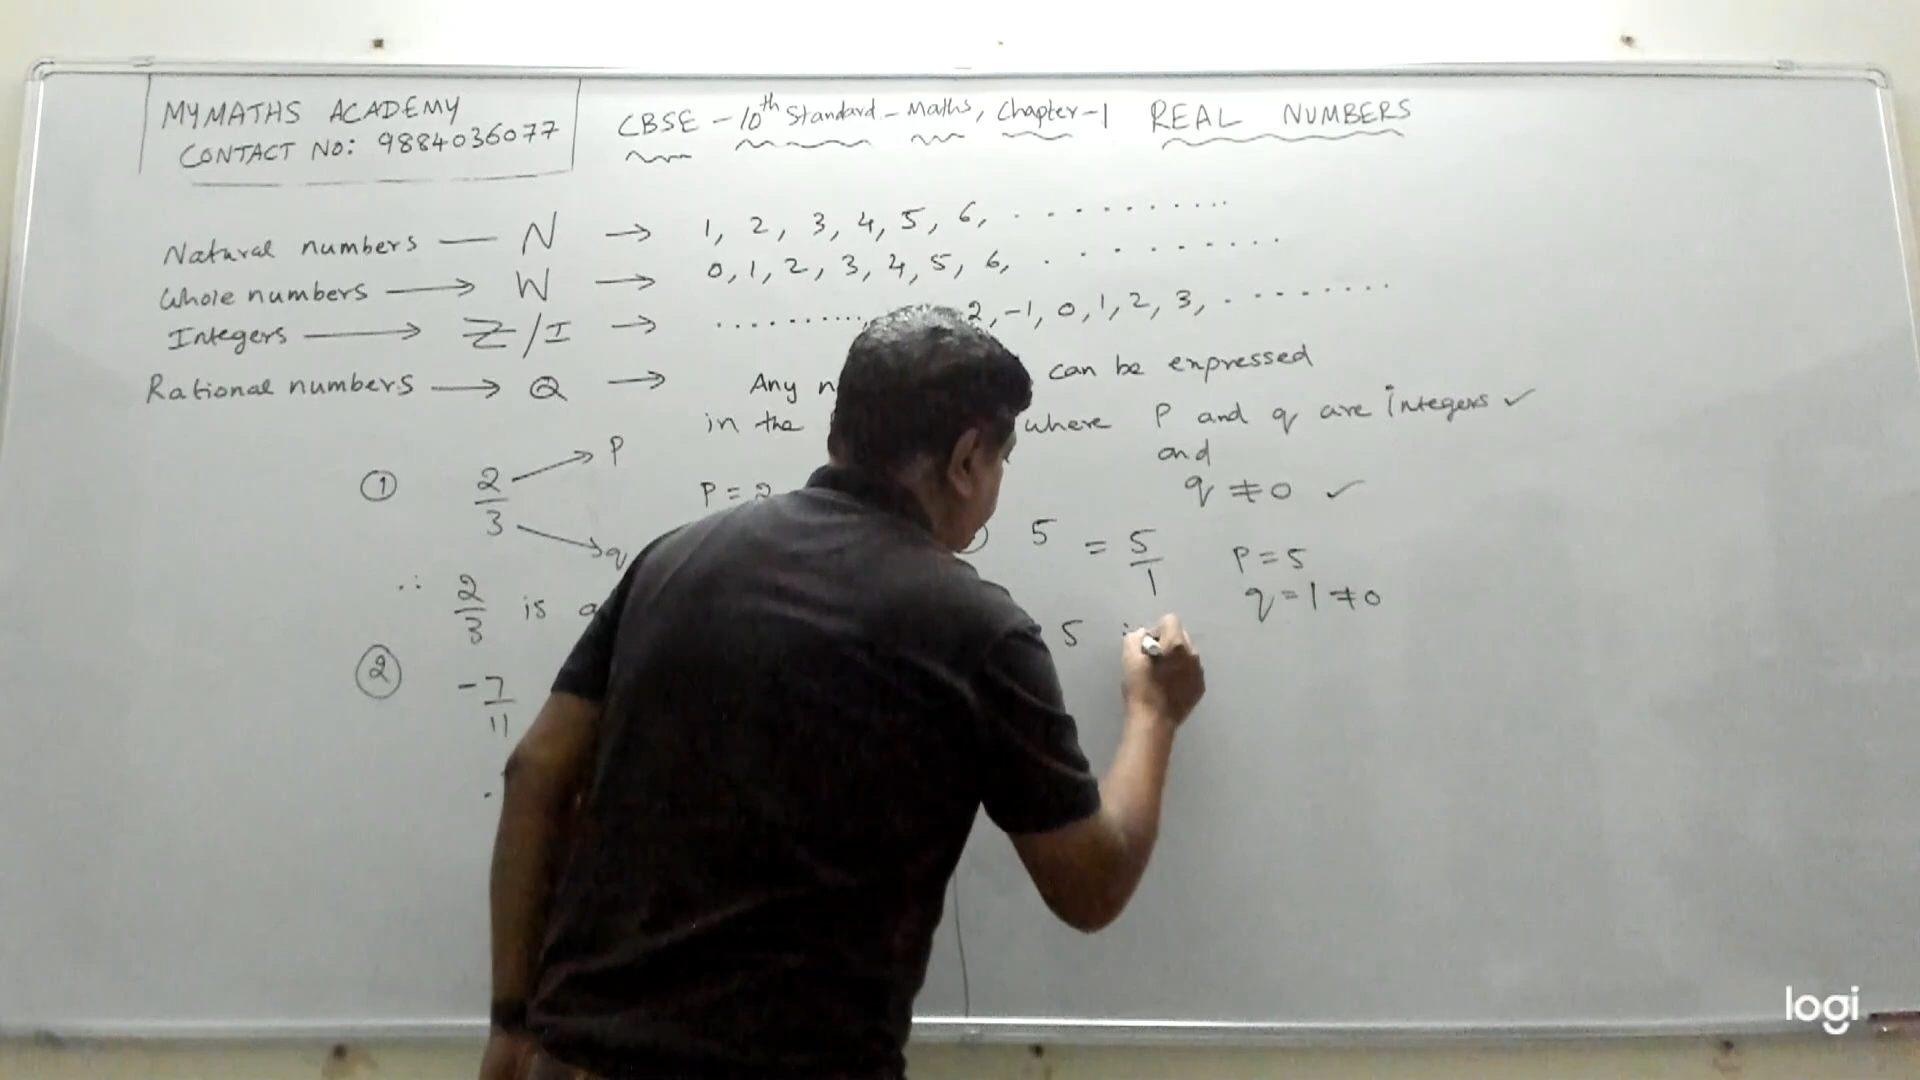 MYMATHS ACADEMY
CONTACT NO: 9884036077
CBSE - 10th Standard - Maths, Chapter-1 REAL NUMBERS
Natural numbers — N → 1, 2, 3, 4, 5, 6, ...........
Whole numbers → W → 0, 1, 2, 3, 4, 5, 6, .........
Integers → Z/I → .........., 2, -1, 0, 1, 2, 3, .........
Rational numbers → Q → Any can be expressed
in the where P and q are integers ✓
and
q ≠ 0 ✓
① 2/3 → P
→ q
P = 2
∴ 2/3 is a
② -7/11
5 = 5/1
P = 5
q = 1 ≠ 0
5
logi